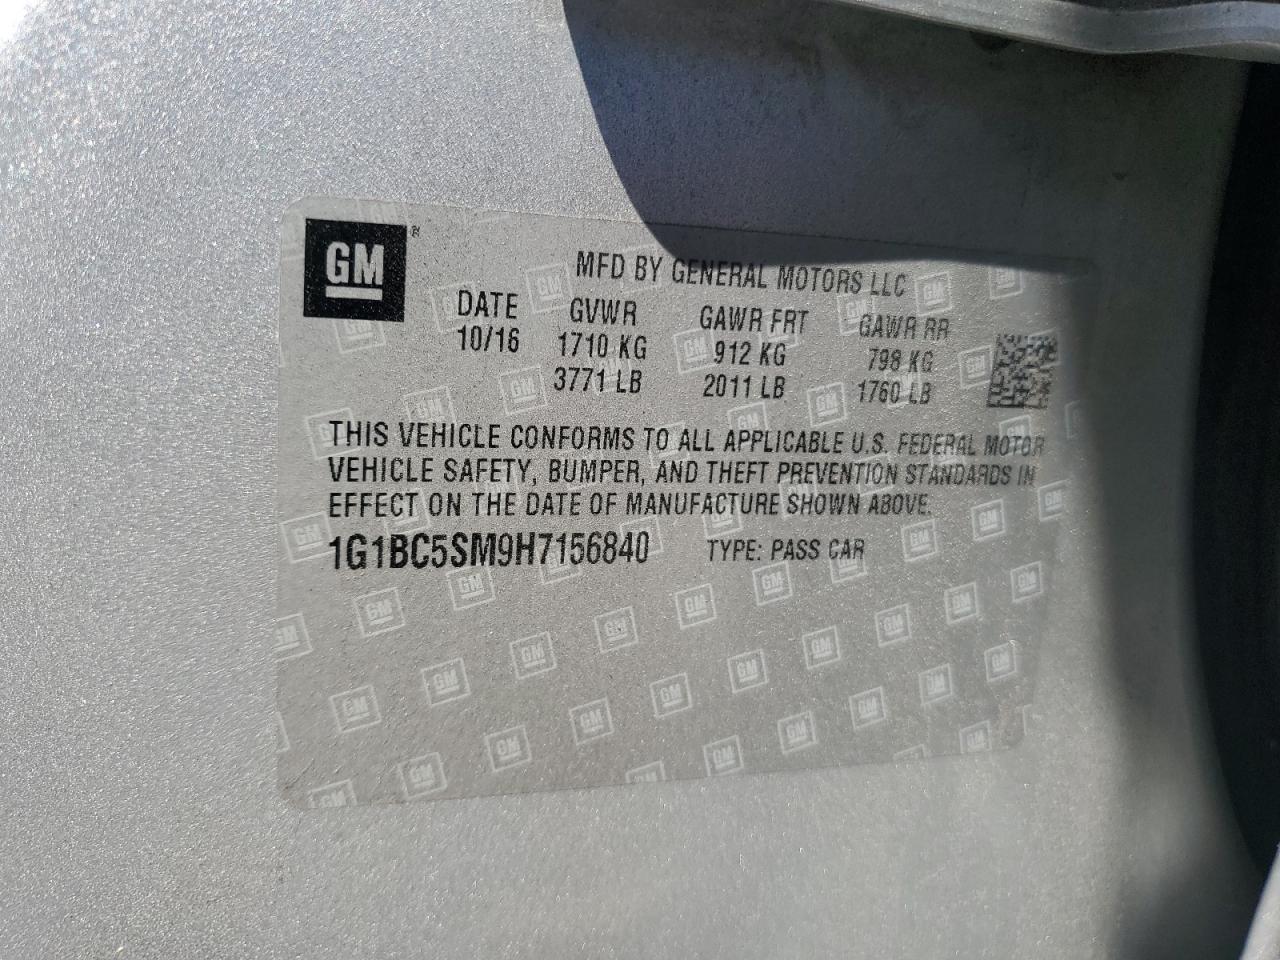 GM
MFD BY GENERAL MOTORS LLC
DATE GVWR GAWR FRT GAWR RR
10/16 1710 KG 912 KG 798 KG
3771 LB 2011 LB 1760 LB
THIS VEHICLE CONFORMS TO ALL APPLICABLE U.S. FEDERAL MOTOR
VEHICLE SAFETY, BUMPER, AND THEFT PREVENTION STANDARDS IN
EFFECT ON THE DATE OF MANUFACTURE SHOWN ABOVE.
1G1BC5SM9H7156840 TYPE: PASS CAR